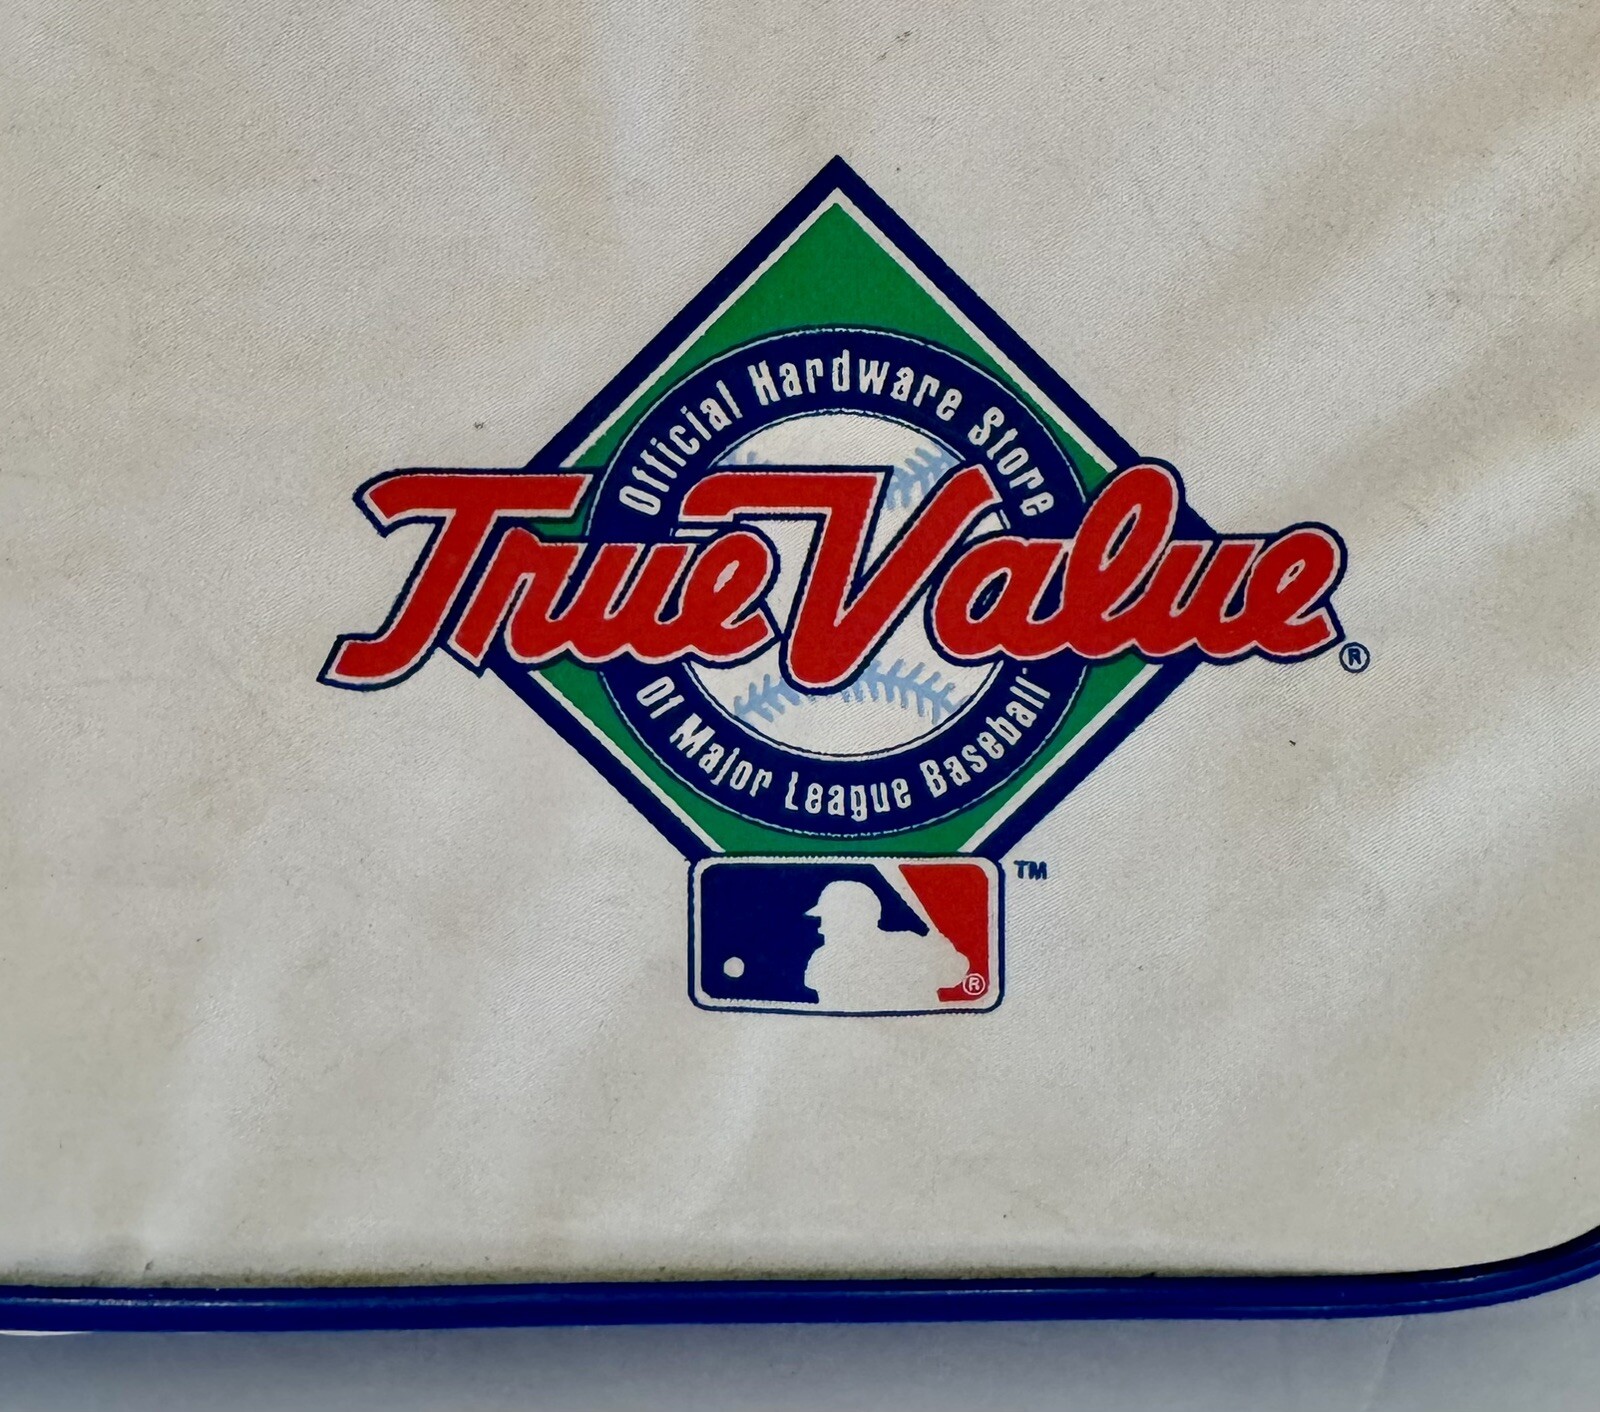 Official Hardware Store
True Value®
Of Major League Baseball
TM
®